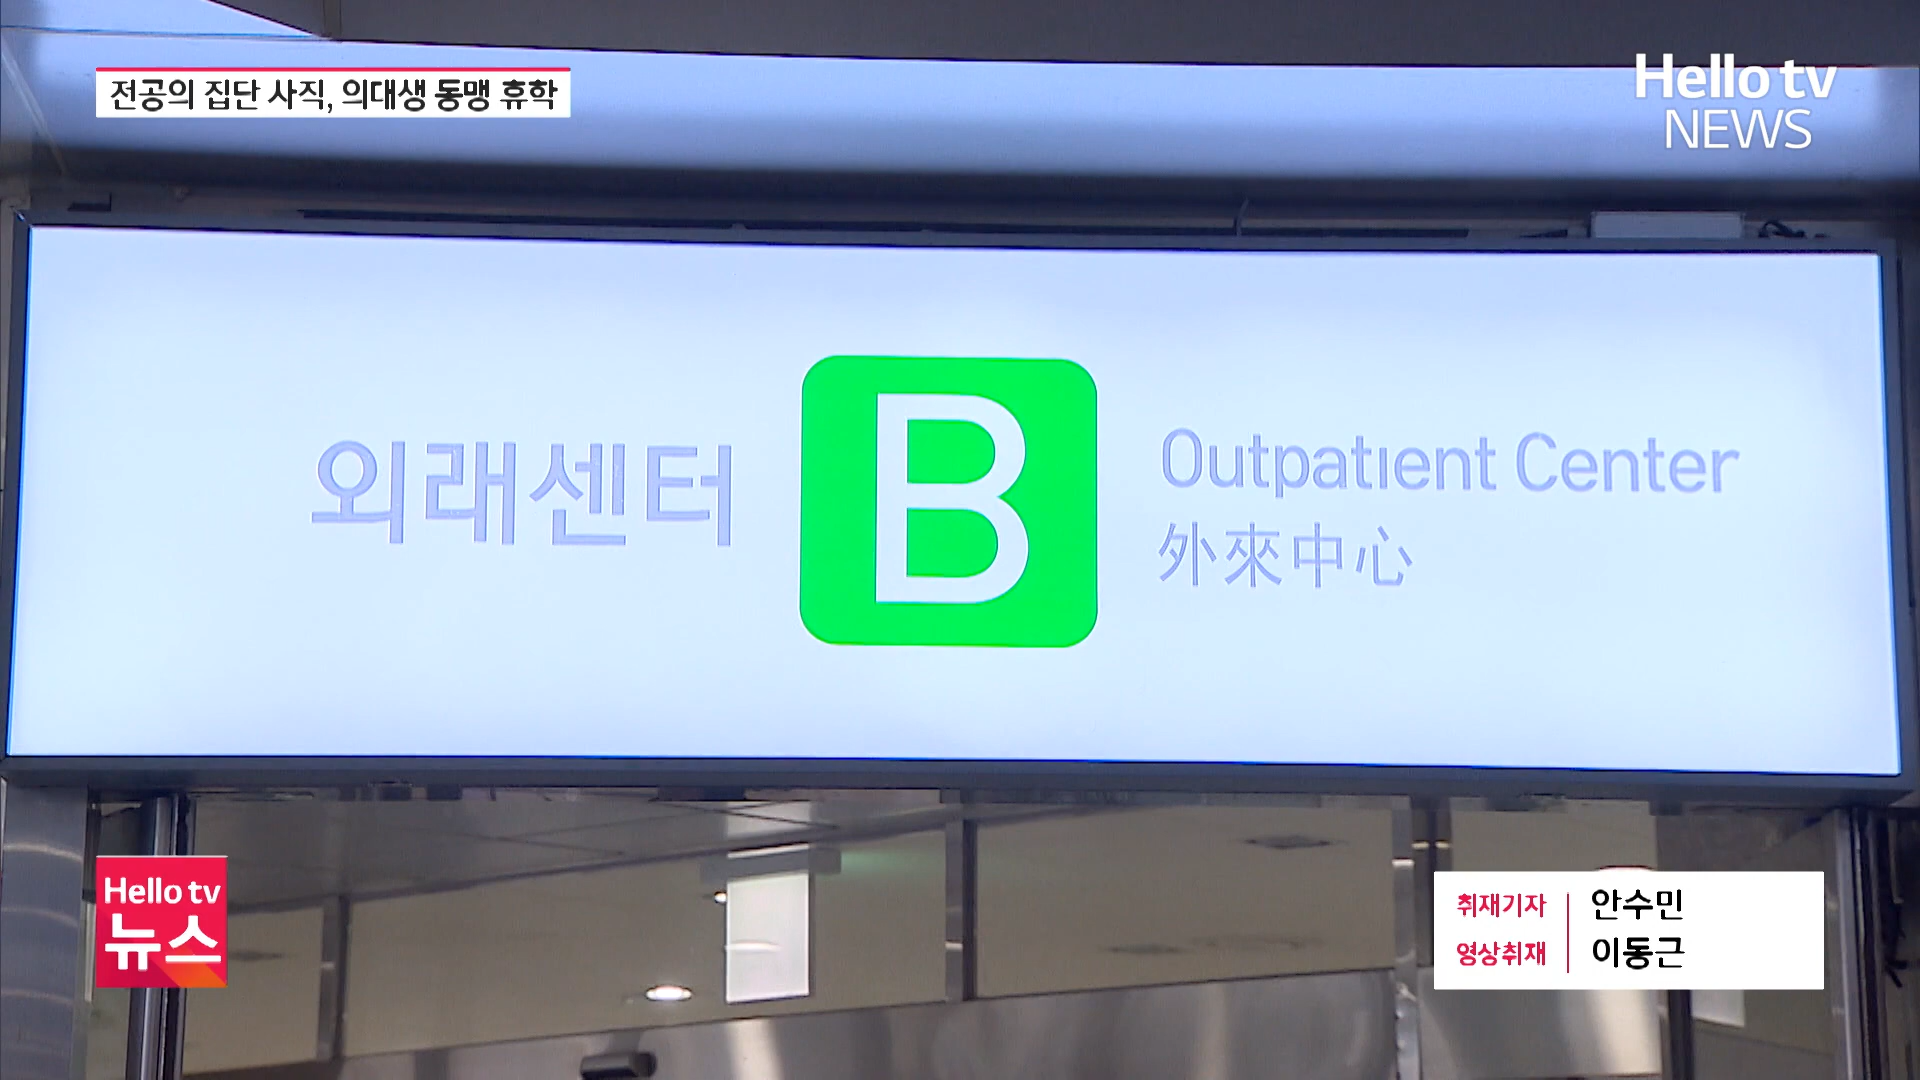 전공의 집단 사직, 의대생 동맹 휴학
Hello tv
NEWS
외래센터
B
Outpatient Center
外來中心
Hello tv
뉴스
취재기자 안수민
영상취재 이동근